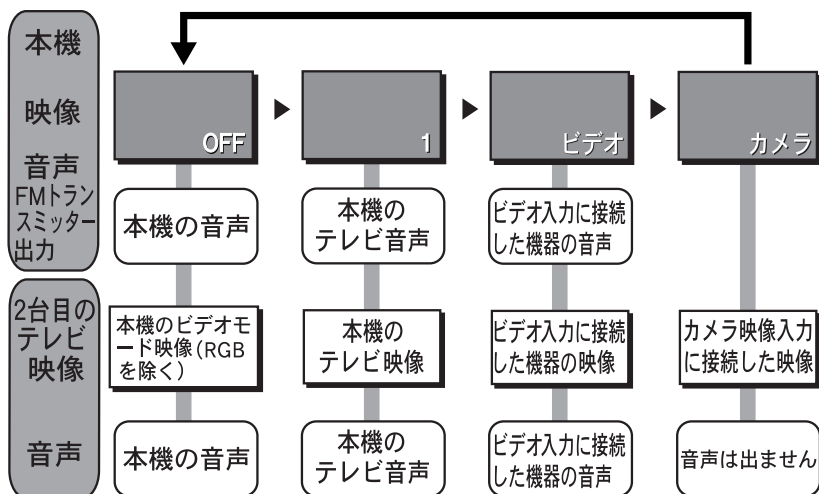 本機
映像
音声
FMトラン
スミッター
出力
OFF
1
ビデオ
カメラ
本機の音声
本機の
テレビ音声
ビデオ入力に接続
した機器の音声
2台目の
テレビ
映像
本機のビデオモ
ード映像(RGB
を除く)
本機の
テレビ映像
ビデオ入力に接続
した機器の映像
カメラ映像入力
に接続した映像
音声
本機の音声
本機の
テレビ音声
ビデオ入力に接続
した機器の音声
音声は出ません